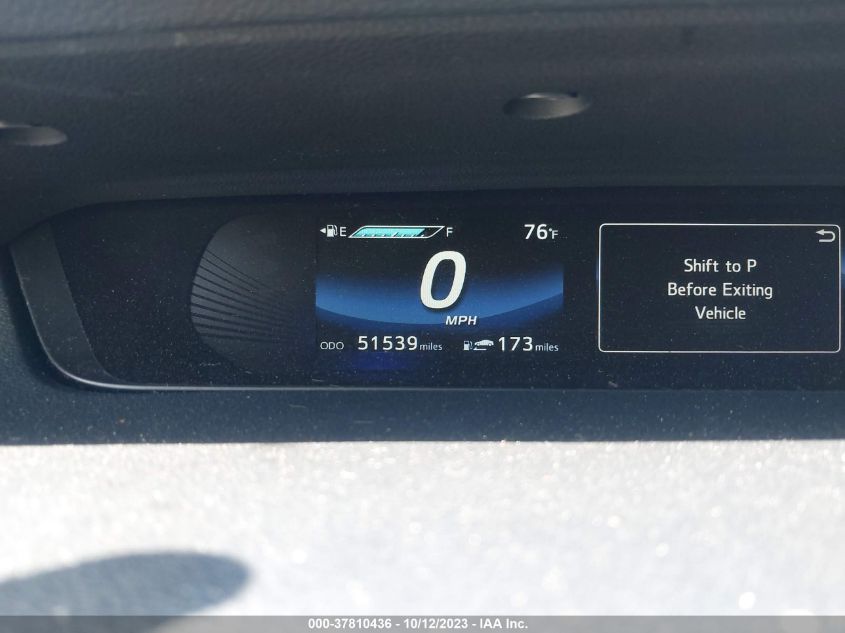 E F 76°F
0
MPH
ODO 51539 miles 173 miles
Shift to P
Before Exiting
Vehicle
000-37810436 - 10/12/2023 - IAA Inc.